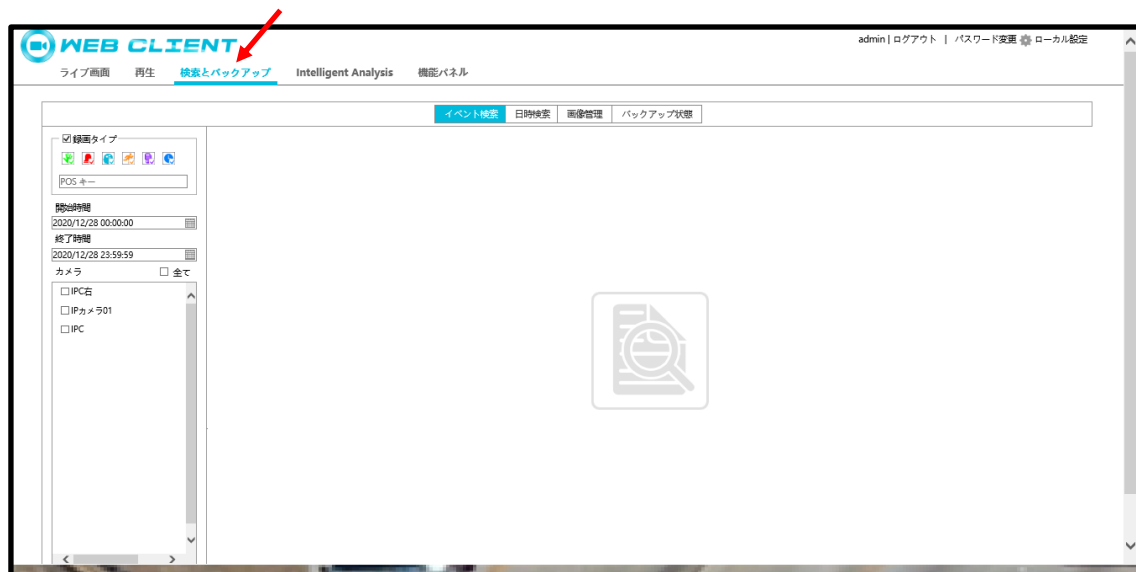 WEB CLIENT
admin | ログアウト | パスワード変更 ローカル設定
ライブ画面 再生 検索とバックアップ Intelligent Analysis 機能パネル
イベント検索 日時検索 画像管理 バックアップ状態
録画タイプ
POS キー
開始時間
2020/12/28 00:00:00
終了時間
2020/12/28 23:59:59
カメラ 全て
IPC右
IPカメラ01
IPC